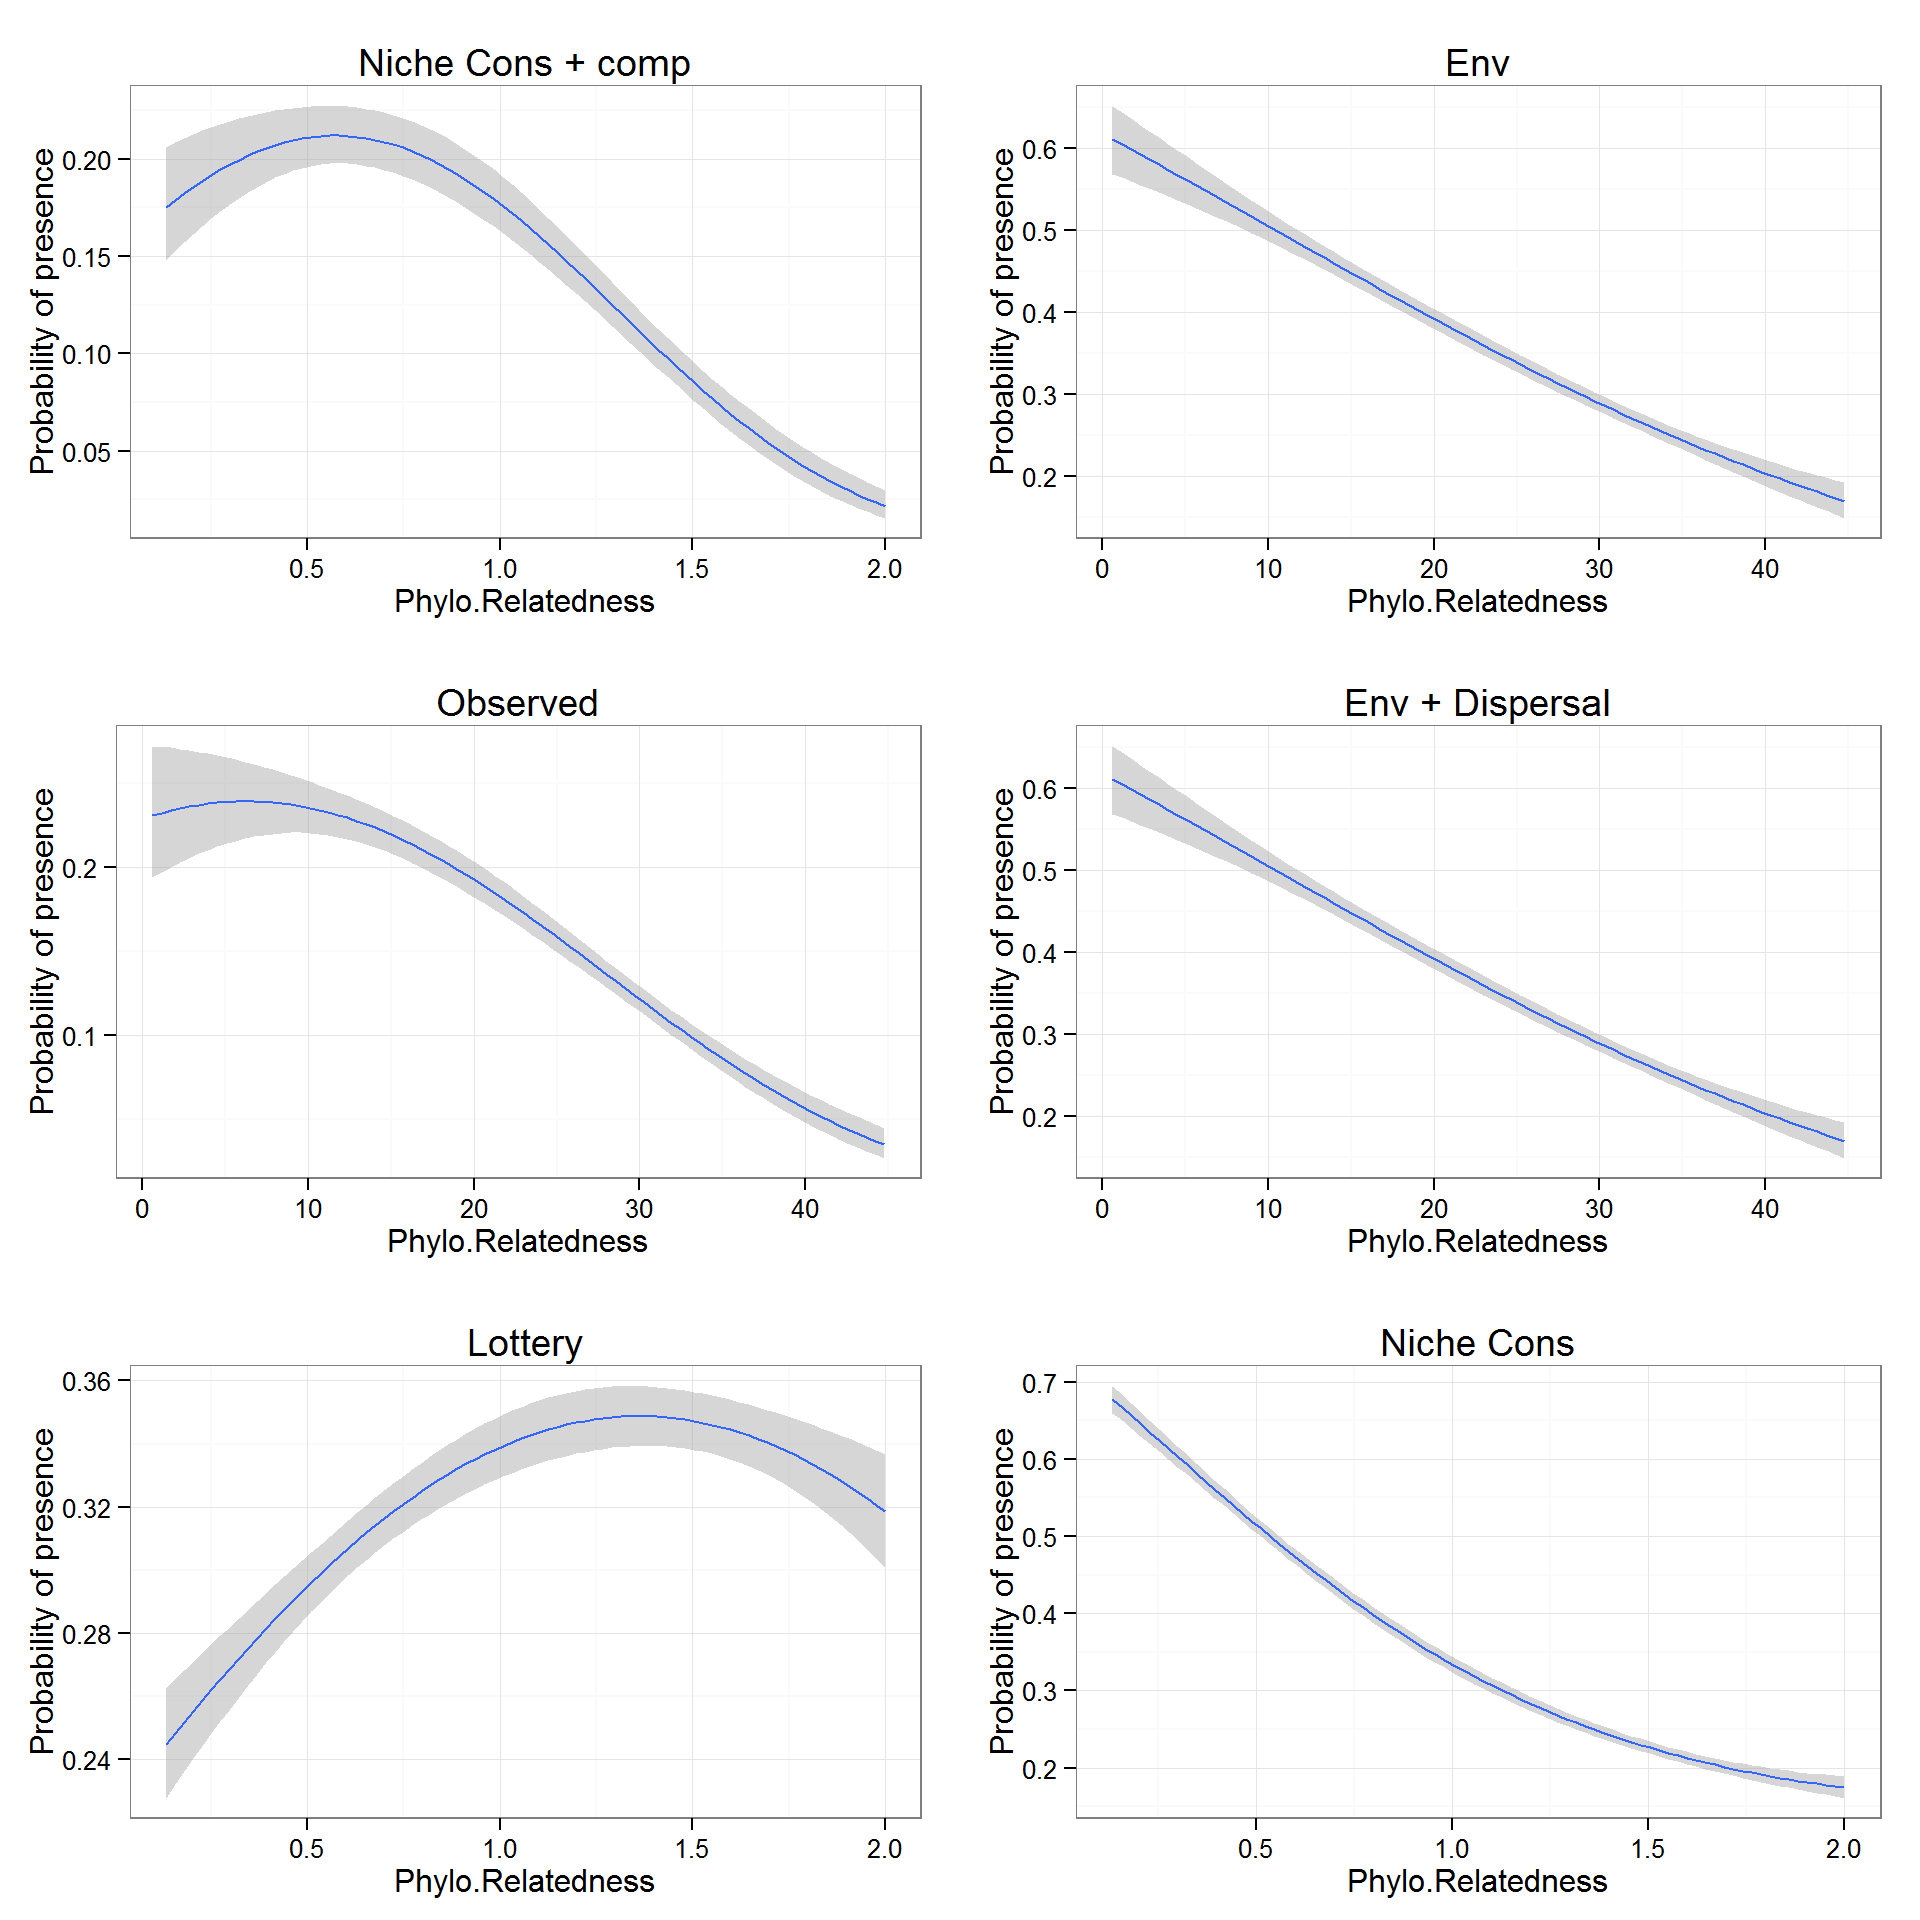 Niche Cons + comp
Probability of presence
0.20
0.15
0.10
0.05
0.5 1.0 1.5 2.0
Phylo.Relatedness
Env
Probability of presence
0.6
0.5
0.4
0.3
0.2
0 10 20 30 40
Phylo.Relatedness
Observed
Probability of presence
0.2
0.1
0 10 20 30 40
Phylo.Relatedness
Env + Dispersal
Probability of presence
0.6
0.5
0.4
0.3
0.2
0 10 20 30 40
Phylo.Relatedness
Lottery
Probability of presence
0.36
0.32
0.28
0.24
0.5 1.0 1.5 2.0
Phylo.Relatedness
Niche Cons
Probability of presence
0.7
0.6
0.5
0.4
0.3
0.2
0.5 1.0 1.5 2.0
Phylo.Relatedness